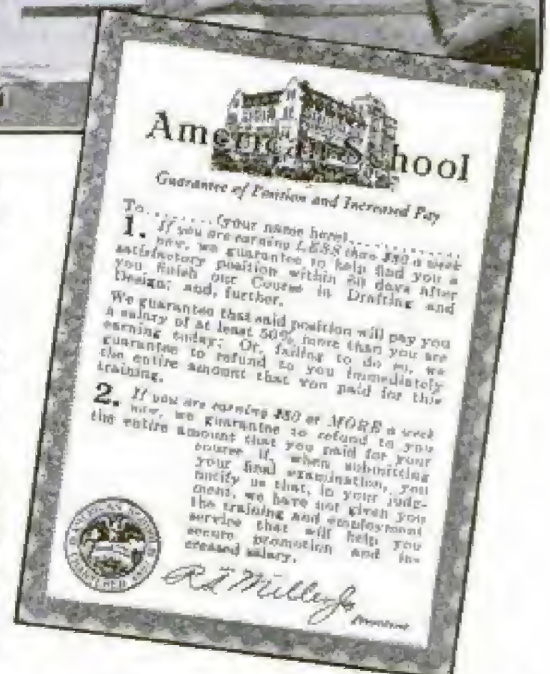 American School
Guarantee of Position and Increased Pay
To.........(your name here)..............
1. If you are earning LESS than $50 a week
now, we guarantee to help find you a
satisfactory position within 60 days after
you finish our Course in Drafting and
Design; and, further.
We guarantee that said position will pay you
a salary of at least 50% more than you are
earning today; Or, failing to do so, we
guarantee to refund to you immediately
the entire amount that you paid for this
training.
2. If you are earning $50 or MORE a week
now, we guarantee to refund to you
the entire amount that you paid for your
course if, when submitting
your final examination, you
notify us that, in your judg-
ment, we have not given you
the training and employment
service that will help you
secure promotion and in-
creased salary.
AMERICAN SCHOOL
CHARTERED
R T Miller Jr
President